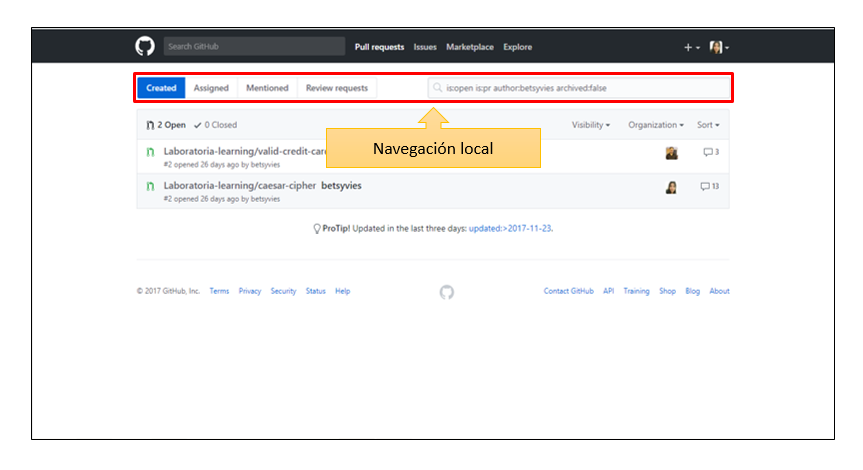 Search GitHub Pull requests Issues Marketplace Explore
Created Assigned Mentioned Review requests is:open is:pr author:betsyvies archived:false
2 Open 0 Closed Visibility Organization Sort
Navegación local
Laboratoria-learning/valid-credit-car 3
#2 opened 26 days ago by betsyvies
Laboratoria-learning/caesar-cipher betsyvies 13
#2 opened 26 days ago by betsyvies
ProTip! Updated in the last three days: updated:>2017-11-23.
© 2017 GitHub, Inc. Terms Privacy Security Status Help Contact GitHub API Training Shop Blog About